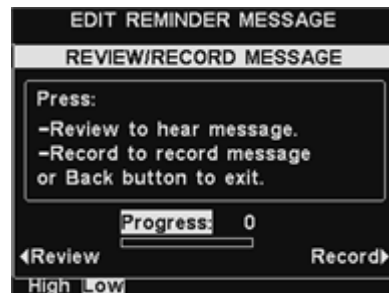 EDIT REMINDER MESSAGE
REVIEW/RECORD MESSAGE
Press:
-Review to hear message.
-Record to record message
or Back button to exit.
Progress: 0
Review Record
High Low